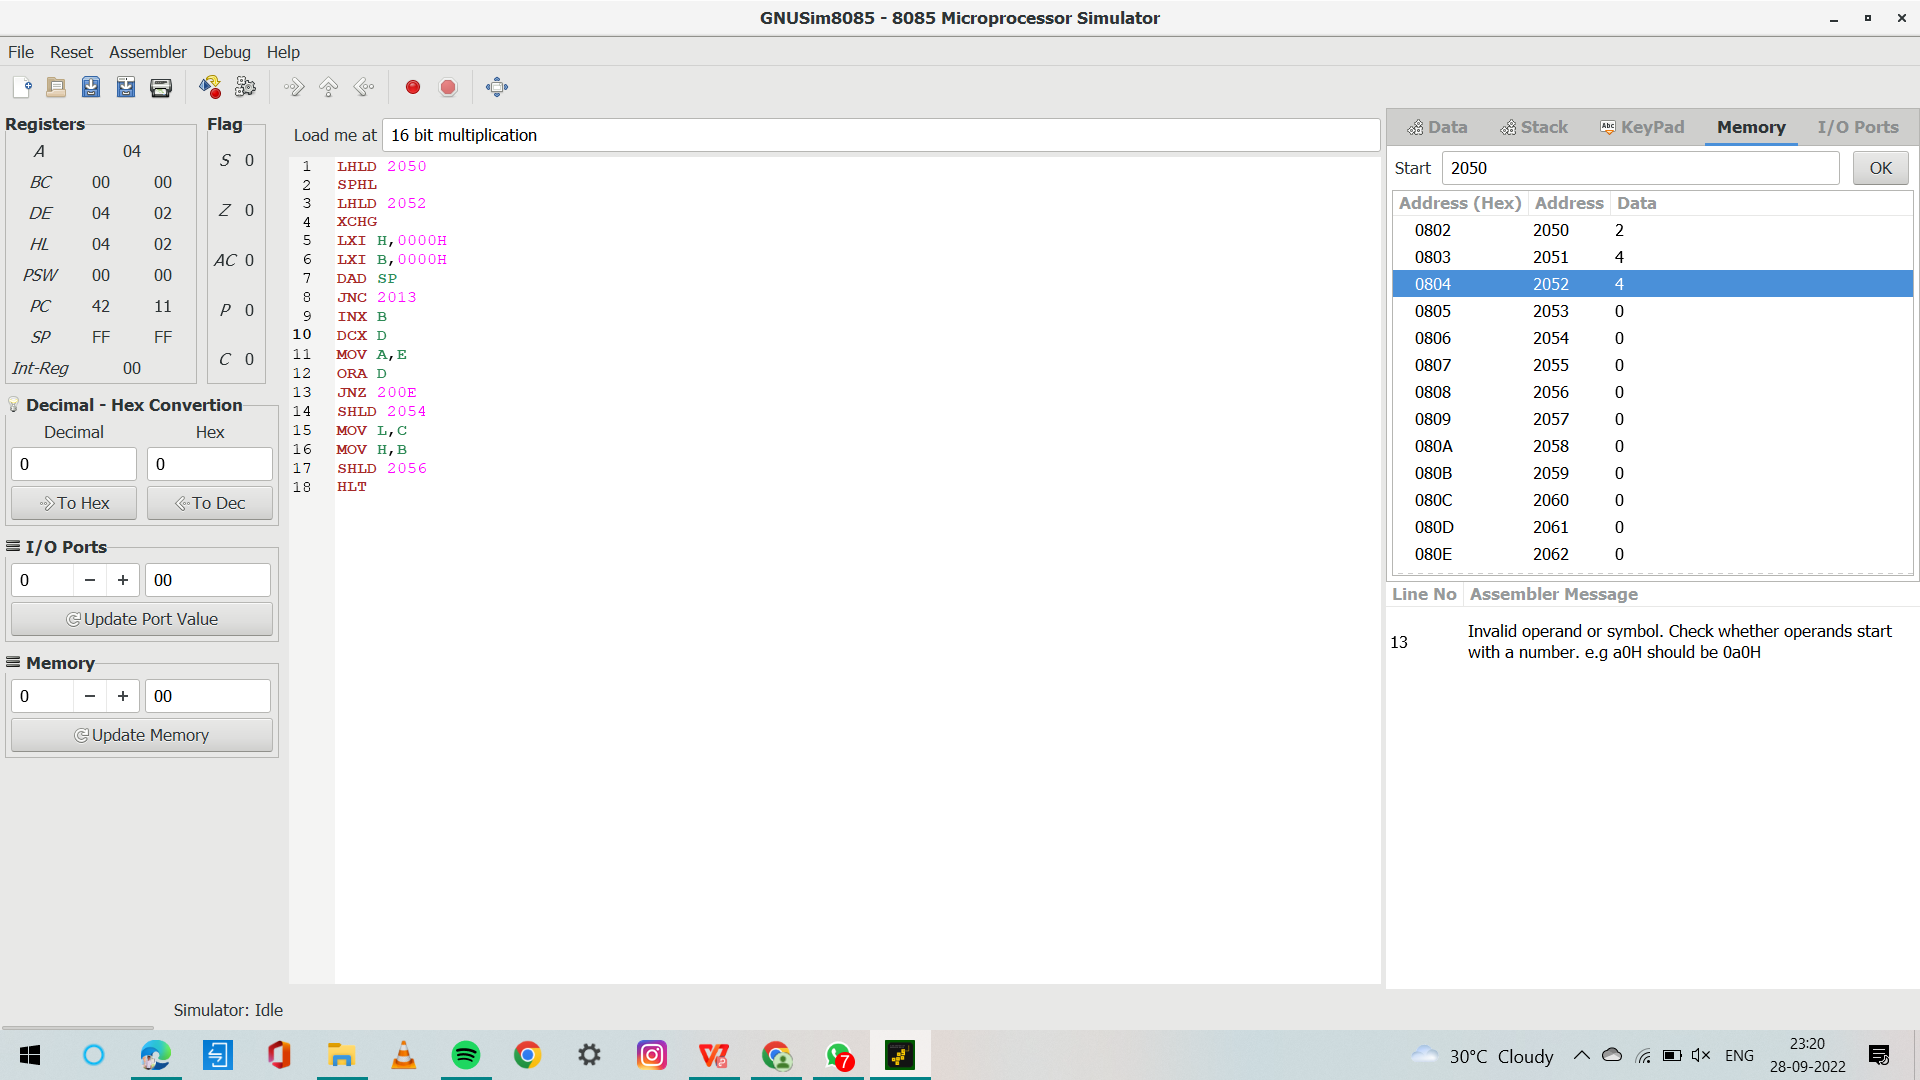 GNUSim8085 - 8085 Microprocessor Simulator
File Reset Assembler Debug Help
Registers
A 04
BC 00 00
DE 04 02
HL 04 02
PSW 00 00
PC 42 11
SP FF FF
Int-Reg 00
Flag
S 0
Z 0
AC 0
P 0
C 0
Decimal - Hex Convertion
Decimal Hex
0 0
To Hex To Dec
I/O Ports
0 − + 00
Update Port Value
Memory
0 − + 00
Update Memory
Load me at 16 bit multiplication
1 LHLD 2050
2 SPHL
3 LHLD 2052
4 XCHG
5 LXI H,0000H
6 LXI B,0000H
7 DAD SP
8 JNC 2013
9 INX B
10 DCX D
11 MOV A,E
12 ORA D
13 JNZ 200E
14 SHLD 2054
15 MOV L,C
16 MOV H,B
17 SHLD 2056
18 HLT
Data Stack Abc KeyPad Memory I/O Ports
Start 2050 OK
Address (Hex) Address Data
0802 2050 2
0803 2051 4
0804 2052 4
0805 2053 0
0806 2054 0
0807 2055 0
0808 2056 0
0809 2057 0
080A 2058 0
080B 2059 0
080C 2060 0
080D 2061 0
080E 2062 0
Line No Assembler Message
13 Invalid operand or symbol. Check whether operands start
with a number. e.g a0H should be 0a0H
Simulator: Idle
7
30°C Cloudy ENG
23:20
28-09-2022